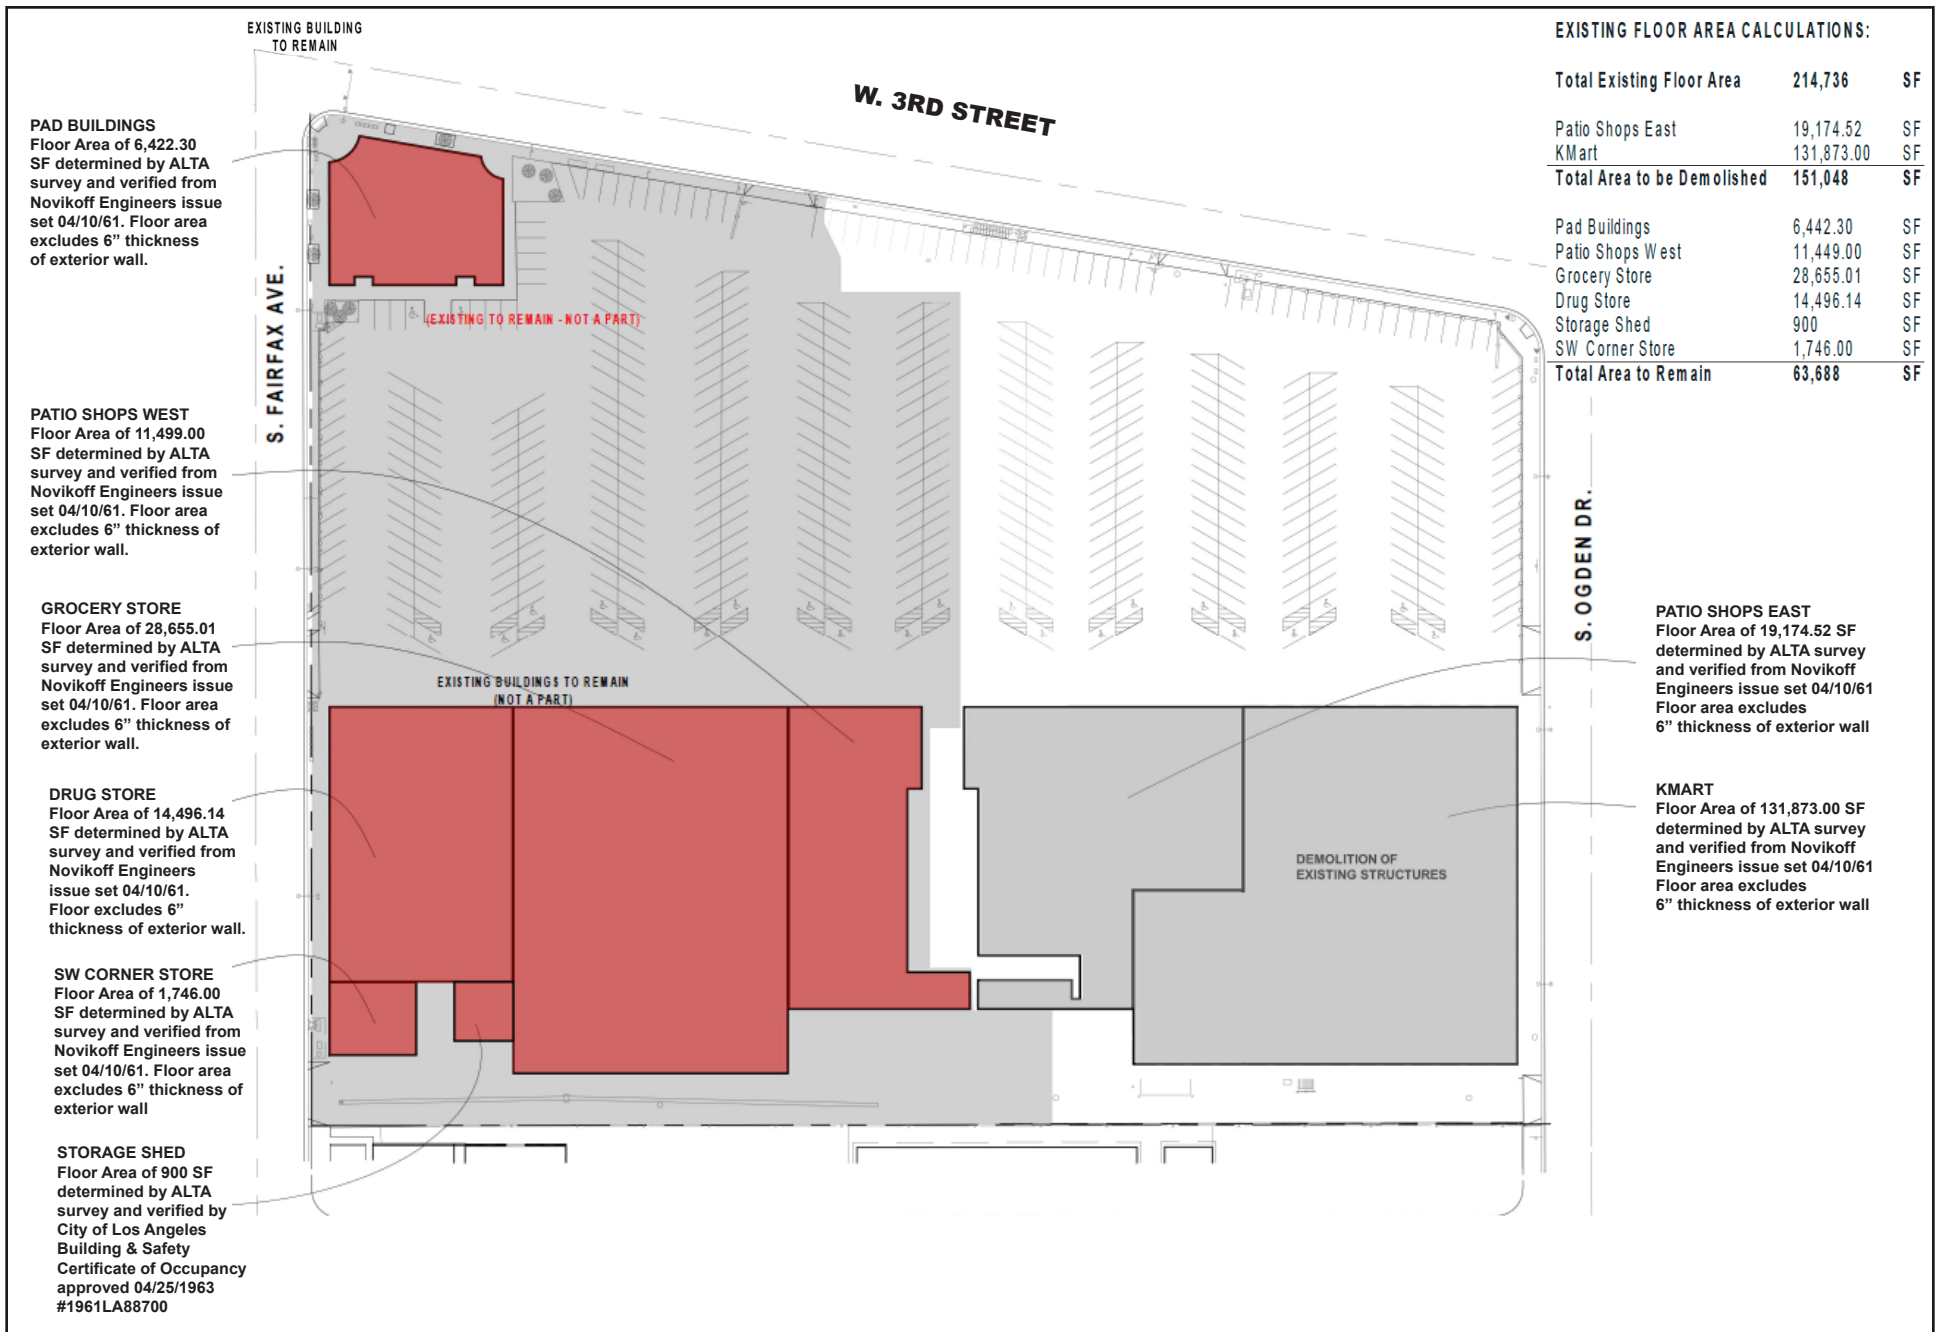 EXISTING BUILDING
TO REMAIN
W. 3RD STREET
S. FAIRFAX AVE.
S. OGDEN DR.
EXISTING FLOOR AREA CALCULATIONS:
Total Existing Floor Area 214,736 SF
Patio Shops East 19,174.52 SF
KMart 131,873.00 SF
Total Area to be Demolished 151,048 SF
Pad Buildings 6,442.30 SF
Patio Shops West 11,449.00 SF
Grocery Store 28,655.01 SF
Drug Store 14,496.14 SF
Storage Shed 900 SF
SW Corner Store 1,746.00 SF
Total Area to Remain 63,688 SF
PAD BUILDINGS
Floor Area of 6,422.30
SF determined by ALTA
survey and verified from
Novikoff Engineers issue
set 04/10/61. Floor area
excludes 6” thickness
of exterior wall.
(EXISTING TO REMAIN - NOT A PART)
PATIO SHOPS WEST
Floor Area of 11,499.00
SF determined by ALTA
survey and verified from
Novikoff Engineers issue
set 04/10/61. Floor area
excludes 6” thickness of
exterior wall.
GROCERY STORE
Floor Area of 28,655.01
SF determined by ALTA
survey and verified from
Novikoff Engineers issue
set 04/10/61. Floor area
excludes 6” thickness of
exterior wall.
EXISTING BUILDINGS TO REMAIN
(NOT A PART)
DRUG STORE
Floor Area of 14,496.14
SF determined by ALTA
survey and verified from
Novikoff Engineers
issue set 04/10/61.
Floor excludes 6”
thickness of exterior wall.
SW CORNER STORE
Floor Area of 1,746.00
SF determined by ALTA
survey and verified from
Novikoff Engineers issue
set 04/10/61. Floor area
excludes 6” thickness of
exterior wall
STORAGE SHED
Floor Area of 900 SF
determined by ALTA
survey and verified by
City of Los Angeles
Building & Safety
Certificate of Occupancy
approved 04/25/1963
#1961LA88700
PATIO SHOPS EAST
Floor Area of 19,174.52 SF
determined by ALTA survey
and verified from Novikoff
Engineers issue set 04/10/61
Floor area excludes
6” thickness of exterior wall
KMART
Floor Area of 131,873.00 SF
determined by ALTA survey
and verified from Novikoff
Engineers issue set 04/10/61
Floor area excludes
6” thickness of exterior wall
DEMOLITION OF
EXISTING STRUCTURES